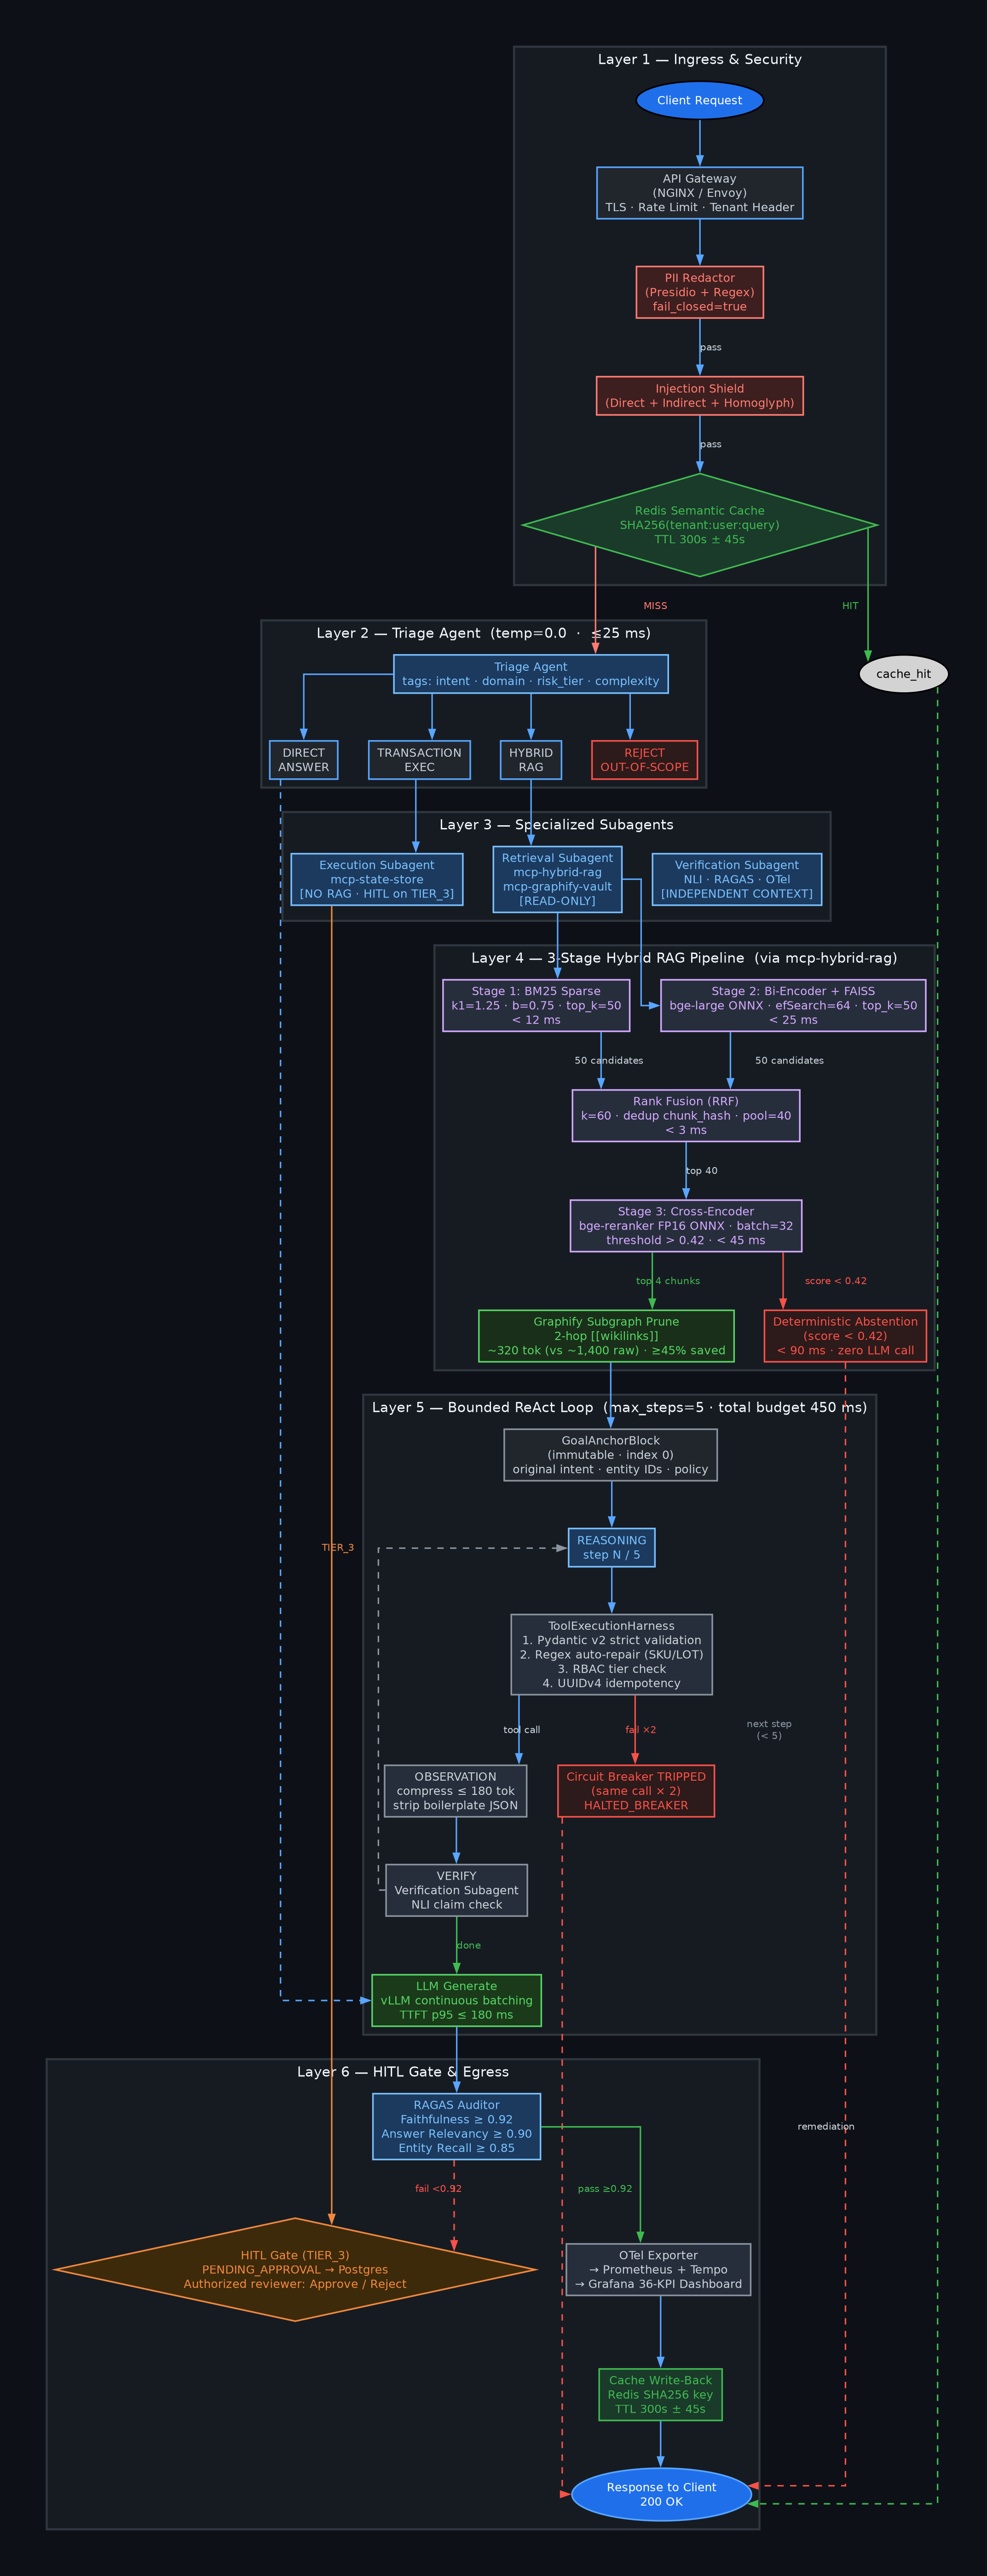 Layer 1 — Ingress & Security
Client Request
API Gateway
(NGINX / Envoy)
TLS · Rate Limit · Tenant Header
PII Redactor
(Presidio + Regex)
fail_closed=true
pass
Injection Shield
(Direct + Indirect + Homoglyph)
pass
Redis Semantic Cache
SHA256(tenant:user:query)
TTL 300s ± 45s
MISS
HIT
Layer 2 — Triage Agent (temp=0.0 · ≤25 ms)
Triage Agent
tags: intent · domain · risk_tier · complexity
cache_hit
DIRECT
ANSWER
TRANSACTION
EXEC
HYBRID
RAG
REJECT
OUT-OF-SCOPE
Layer 3 — Specialized Subagents
Execution Subagent
mcp-state-store
[NO RAG · HITL on TIER_3]
Retrieval Subagent
mcp-hybrid-rag
mcp-graphify-vault
[READ-ONLY]
Verification Subagent
NLI · RAGAS · OTel
[INDEPENDENT CONTEXT]
Layer 4 — 3-Stage Hybrid RAG Pipeline (via mcp-hybrid-rag)
Stage 1: BM25 Sparse
k1=1.25 · b=0.75 · top_k=50
< 12 ms
Stage 2: Bi-Encoder + FAISS
bge-large ONNX · efSearch=64 · top_k=50
< 25 ms
50 candidates
50 candidates
Rank Fusion (RRF)
k=60 · dedup chunk_hash · pool=40
< 3 ms
top 40
Stage 3: Cross-Encoder
bge-reranker FP16 ONNX · batch=32
threshold > 0.42 · < 45 ms
top 4 chunks
score < 0.42
Graphify Subgraph Prune
2-hop [[wikilinks]]
~320 tok (vs ~1,400 raw) · ≥45% saved
Deterministic Abstention
(score < 0.42)
< 90 ms · zero LLM call
Layer 5 — Bounded ReAct Loop (max_steps=5 · total budget 450 ms)
GoalAnchorBlock
(immutable · index 0)
original intent · entity IDs · policy
TIER_3
REASONING
step N / 5
ToolExecutionHarness
1. Pydantic v2 strict validation
2. Regex auto-repair (SKU/LOT)
3. RBAC tier check
4. UUIDv4 idempotency
tool call
fail ×2
next step
(< 5)
OBSERVATION
compress ≤ 180 tok
strip boilerplate JSON
Circuit Breaker TRIPPED
(same call × 2)
HALTED_BREAKER
VERIFY
Verification Subagent
NLI claim check
done
LLM Generate
vLLM continuous batching
TTFT p95 ≤ 180 ms
Layer 6 — HITL Gate & Egress
RAGAS Auditor
Faithfulness ≥ 0.92
Answer Relevancy ≥ 0.90
Entity Recall ≥ 0.85
remediation
fail <0.92
pass ≥0.92
HITL Gate (TIER_3)
PENDING_APPROVAL → Postgres
Authorized reviewer: Approve / Reject
OTel Exporter
→ Prometheus + Tempo
→ Grafana 36-KPI Dashboard
Cache Write-Back
Redis SHA256 key
TTL 300s ± 45s
Response to Client
200 OK